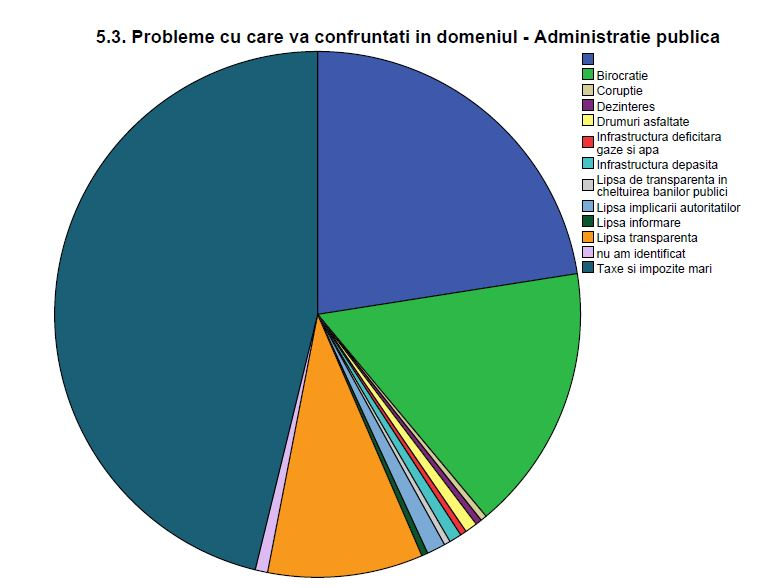 5.3. Probleme cu care va confruntati in domeniul - Administratie publica
Birocratie
Coruptie
Dezinteres
Drumuri asfaltate
Infrastructura deficitara
gaze si apa
Infrastructura depasita
Lipsa de transparenta in
cheltuirea banilor publici
Lipsa implicarii autoritatilor
Lipsa informare
Lipsa transparenta
nu am identificat
Taxe si impozite mari